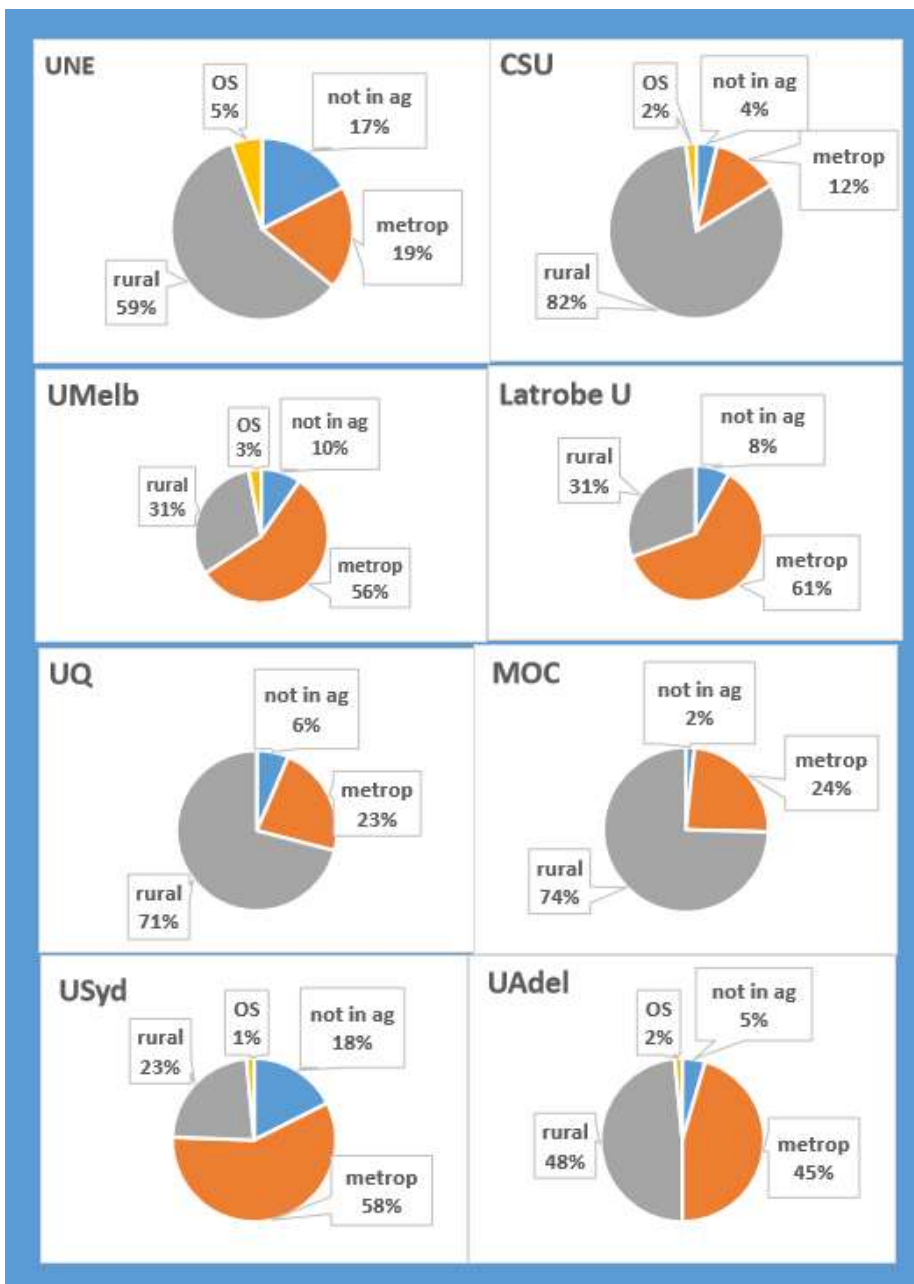 UNE
OS
5%
not in ag
17%
metrop
19%
rural
59%
CSU
OS
2%
not in ag
4%
metrop
12%
rural
82%
UMelb
OS
3%
not in ag
10%
rural
31%
metrop
56%
Latrobe U
not in ag
8%
rural
31%
metrop
61%
UQ
not in ag
6%
metrop
23%
rural
71%
MOC
not in ag
2%
metrop
24%
rural
74%
USyd
OS
1%
not in ag
18%
rural
23%
metrop
58%
UAdel
OS
2%
not in ag
5%
rural
48%
metrop
45%